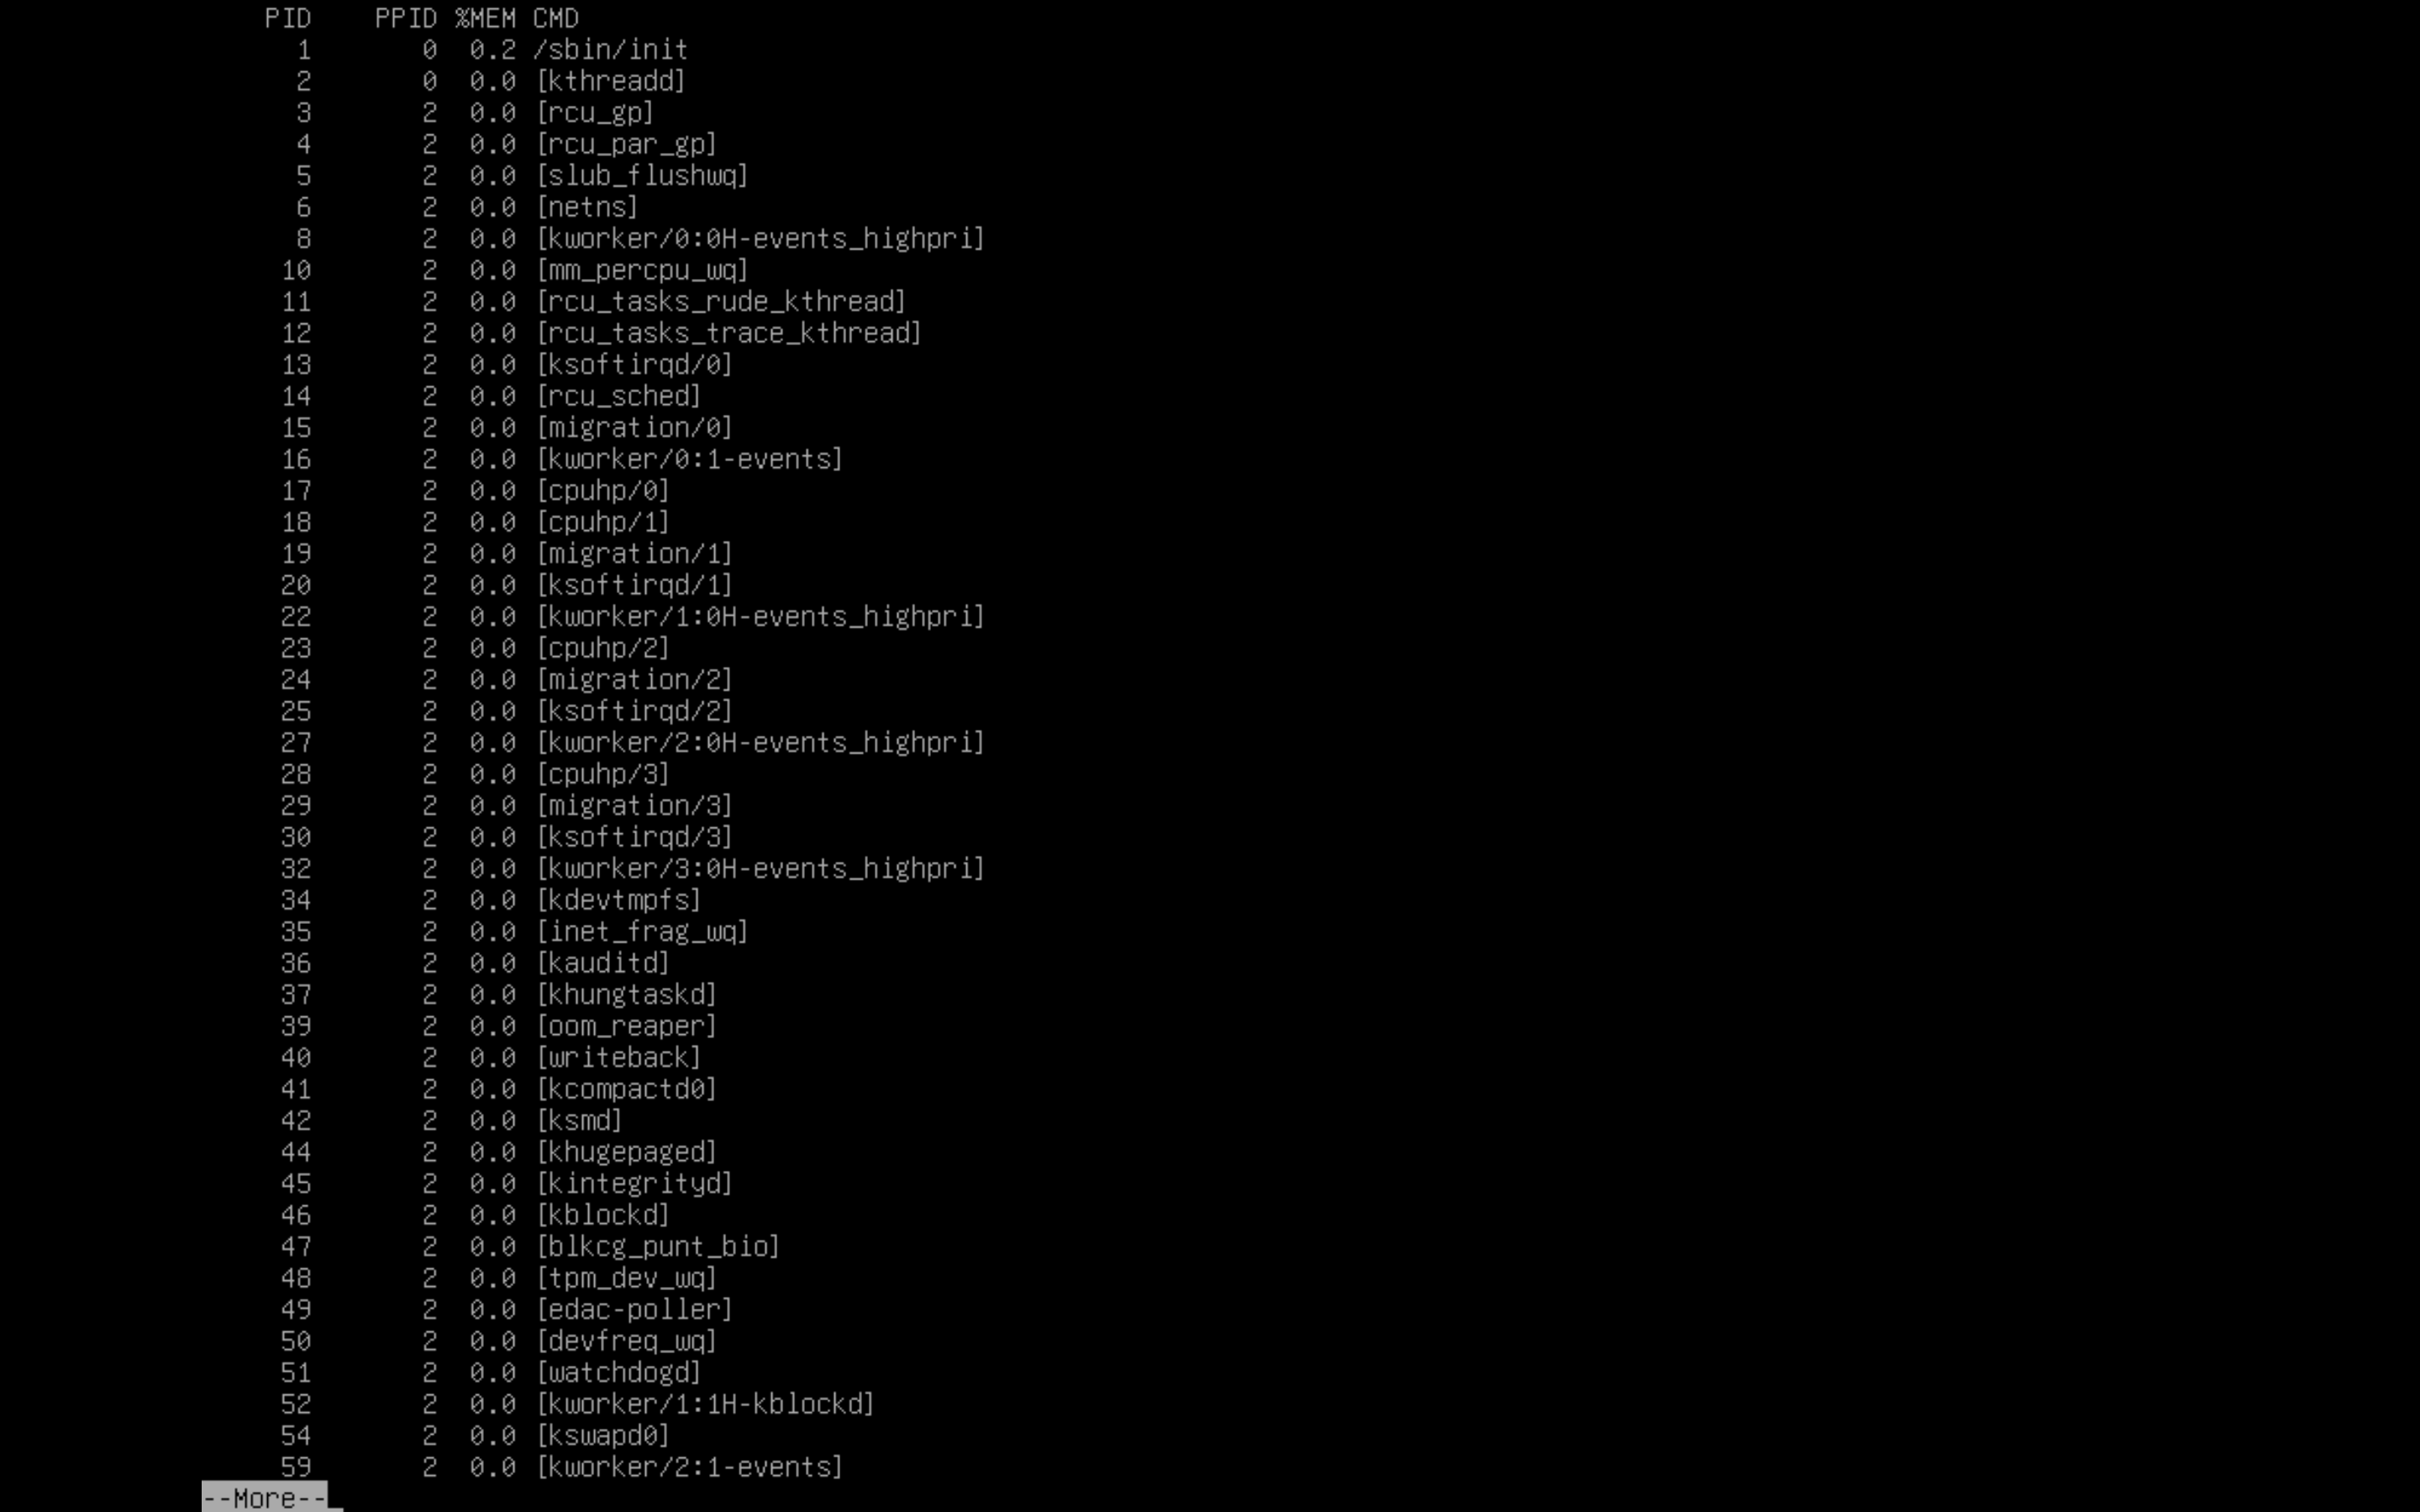 PID PPID %MEM CMD
1 0 0.2 /sbin/init
2 0 0.0 [kthreadd]
3 2 0.0 [rcu_gp]
4 2 0.0 [rcu_par_gp]
5 2 0.0 [slub_flushwq]
6 2 0.0 [netns]
8 2 0.0 [kworker/0:0H-events_highpri]
10 2 0.0 [mm_percpu_wq]
11 2 0.0 [rcu_tasks_rude_kthread]
12 2 0.0 [rcu_tasks_trace_kthread]
13 2 0.0 [ksoftirqd/0]
14 2 0.0 [rcu_sched]
15 2 0.0 [migration/0]
16 2 0.0 [kworker/0:1-events]
17 2 0.0 [cpuhp/0]
18 2 0.0 [cpuhp/1]
19 2 0.0 [migration/1]
20 2 0.0 [ksoftirqd/1]
22 2 0.0 [kworker/1:0H-events_highpri]
23 2 0.0 [cpuhp/2]
24 2 0.0 [migration/2]
25 2 0.0 [ksoftirqd/2]
27 2 0.0 [kworker/2:0H-events_highpri]
28 2 0.0 [cpuhp/3]
29 2 0.0 [migration/3]
30 2 0.0 [ksoftirqd/3]
32 2 0.0 [kworker/3:0H-events_highpri]
34 2 0.0 [kdevtmpfs]
35 2 0.0 [inet_frag_wq]
36 2 0.0 [kauditd]
37 2 0.0 [khungtaskd]
39 2 0.0 [oom_reaper]
40 2 0.0 [writeback]
41 2 0.0 [kcompactd0]
42 2 0.0 [ksmd]
44 2 0.0 [khugepaged]
45 2 0.0 [kintegrityd]
46 2 0.0 [kblockd]
47 2 0.0 [blkcg_punt_bio]
48 2 0.0 [tpm_dev_wq]
49 2 0.0 [edac-poller]
50 2 0.0 [devfreq_wq]
51 2 0.0 [watchdogd]
52 2 0.0 [kworker/1:1H-kblockd]
54 2 0.0 [kswapd0]
59 2 0.0 [kworker/2:1-events]
--More--